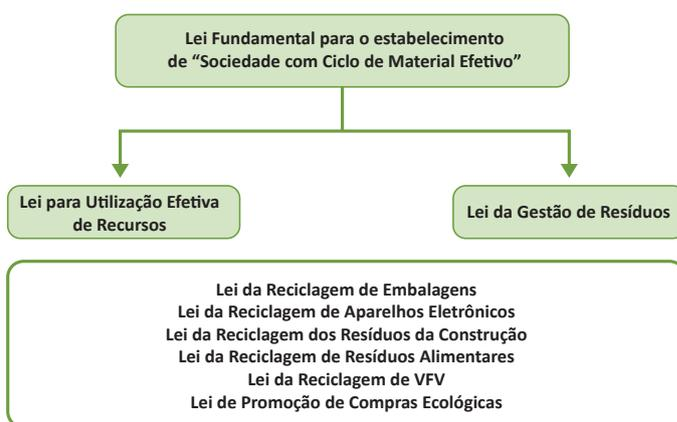 Lei Fundamental para o estabelecimento
de “Sociedade com Ciclo de Material Efetivo”
Lei para Utilização Efetiva
de Recursos
Lei da Gestão de Resíduos
Lei da Reciclagem de Embalagens
Lei da Reciclagem de Aparelhos Eletrônicos
Lei da Reciclagem dos Resíduos da Construção
Lei da Reciclagem de Resíduos Alimentares
Lei da Reciclagem de VFV
Lei de Promoção de Compras Ecológicas